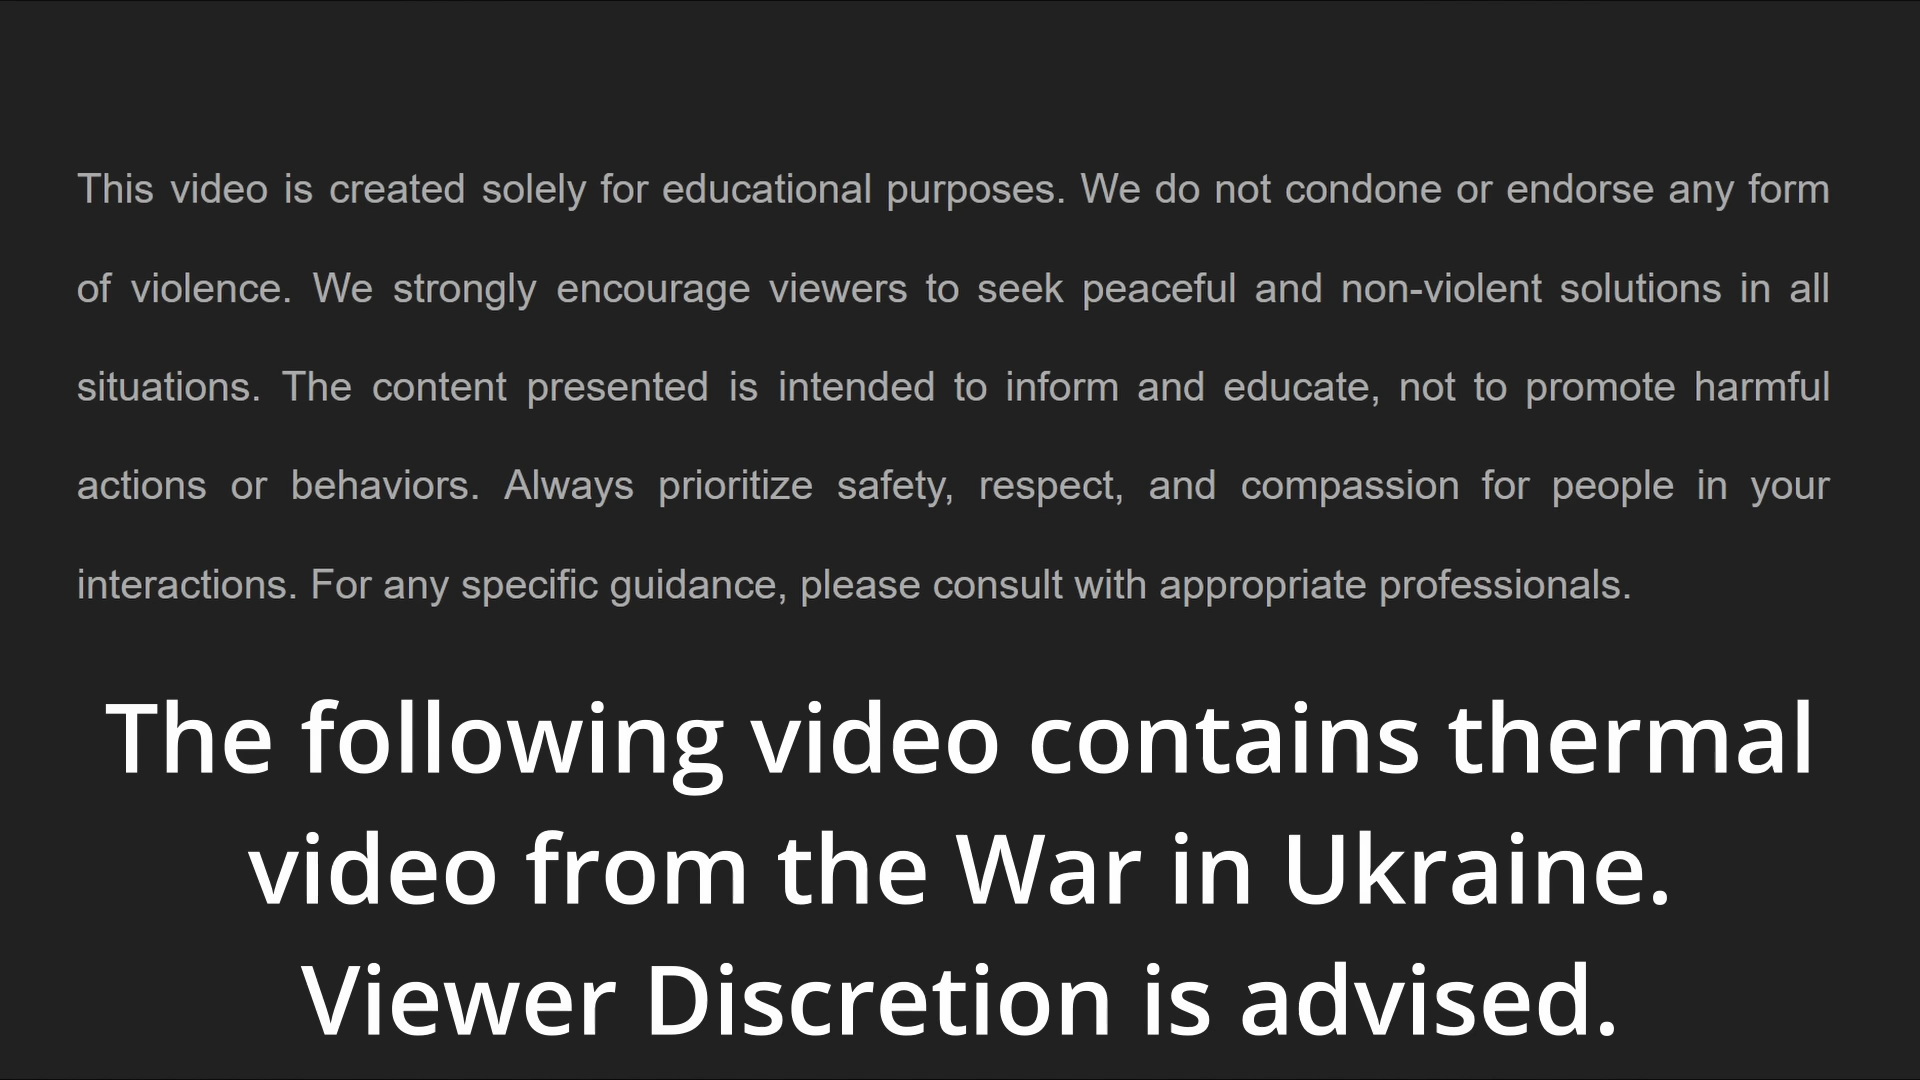 This video is created solely for educational purposes. We do not condone or endorse any form
of violence. We strongly encourage viewers to seek peaceful and non-violent solutions in all
situations. The content presented is intended to inform and educate, not to promote harmful
actions or behaviors. Always prioritize safety, respect, and compassion for people in your
interactions. For any specific guidance, please consult with appropriate professionals.
The following video contains thermal
video from the War in Ukraine.
Viewer Discretion is advised.